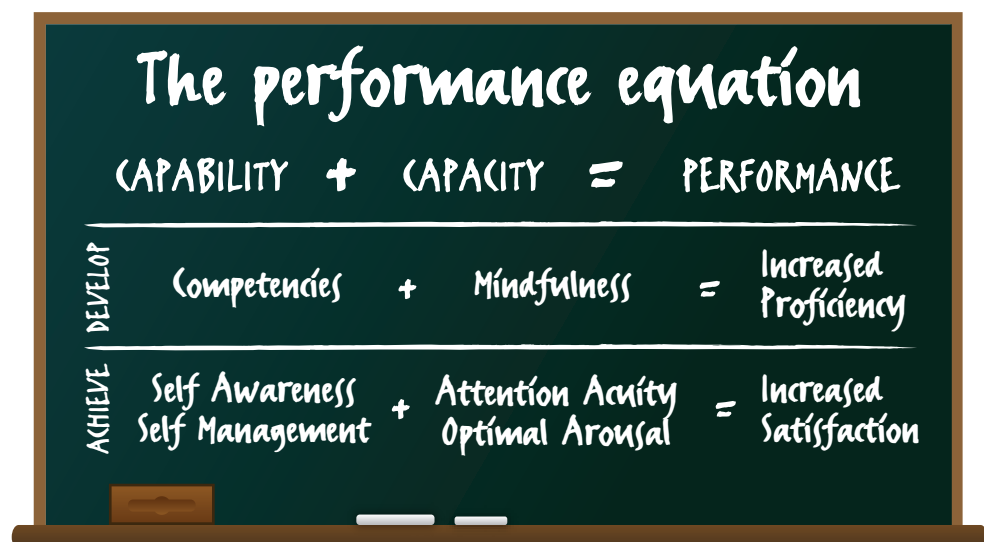 The performance equation
CAPABILITY + CAPACITY = PERFORMANCE
DEVELOP
Competencies + Mindfulness = Increased
Proficiency
ACHIEVE
Self Awareness + Attention Acuity = Increased
Self Management Optimal Arousal Satisfaction